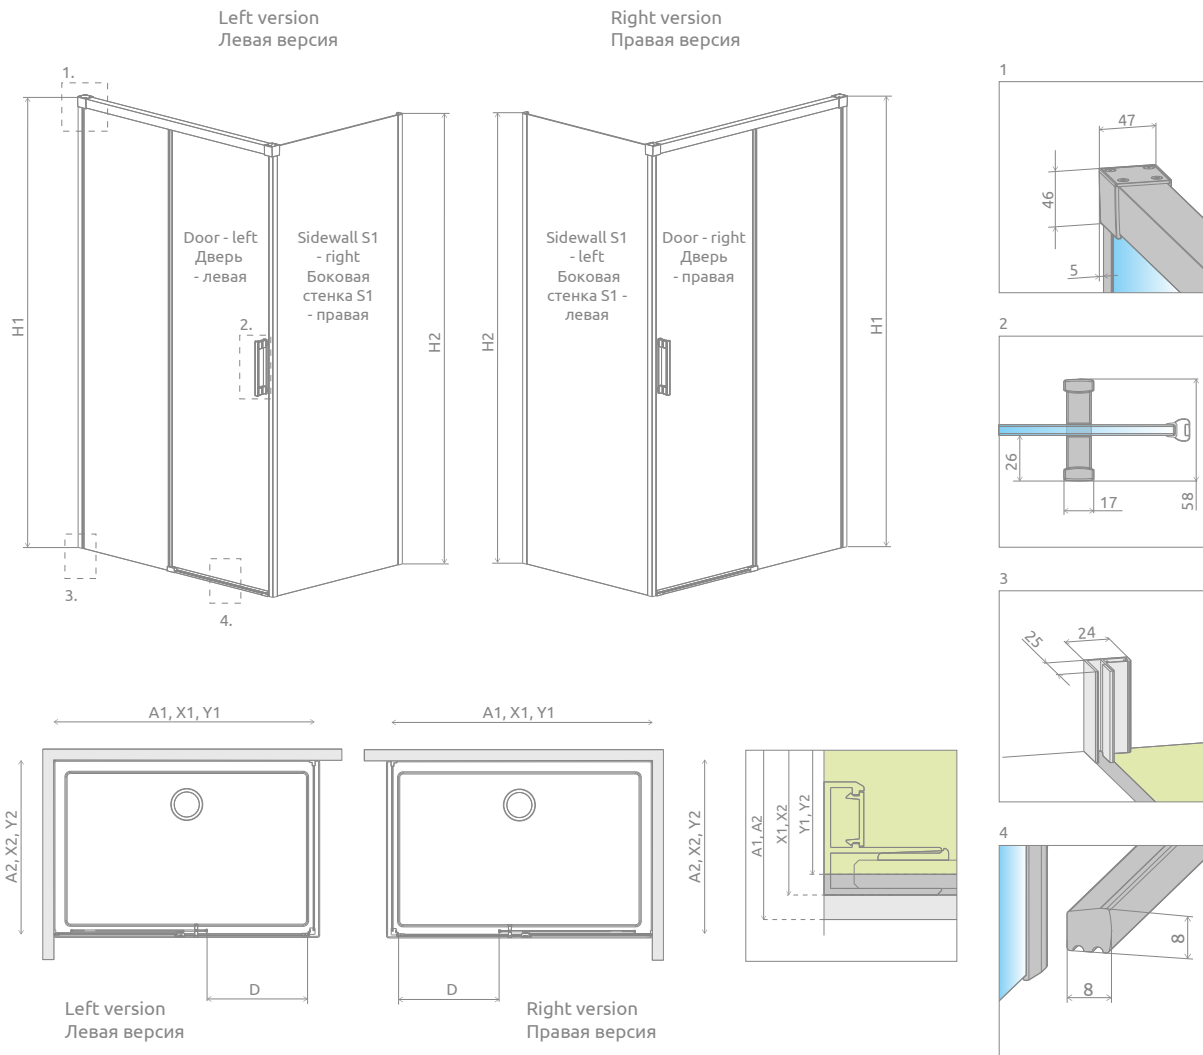 Left version
Левая версия
Right version
Правая версия
1.
H1
Door - left
Дверь
- левая
Sidewall S1
- right
Боковая
стенка S1
- правая
2.
H2
3.
4.
H2
Sidewall S1
- left
Боковая
стенка S1 -
левая
Door - right
Дверь
- правая
H1
1
47
46
5
2
26
17
58
3
25
24
4
8
8
A1, X1, Y1
A2, X2, Y2
D
Left version
Левая версия
A1, X1, Y1
A2, X2, Y2
D
Right version
Правая версия
A1, A2
X1, X2
Y1, Y2